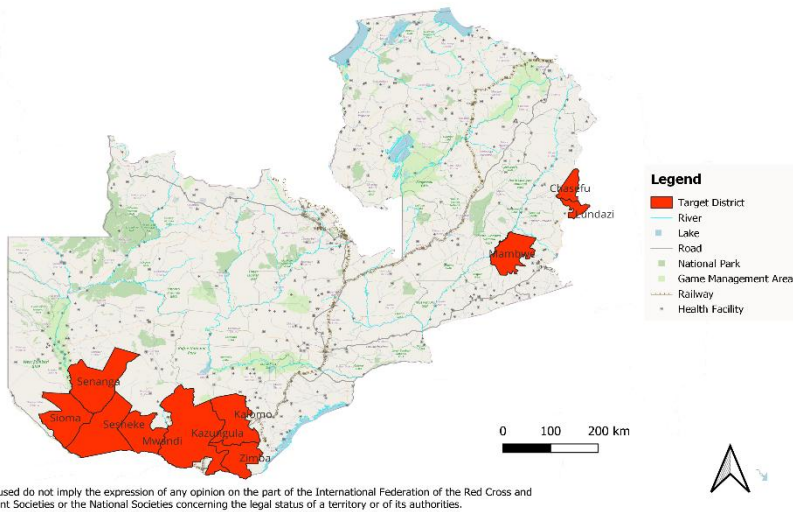 Chasefu
Lundazi
Legend
Target District
River
Lake
Road
National Park
Game Management Area
Railway
Health Facility
Senanga
Sioma
Sesheke
Mwandi
Kazungula
Kalomo
Zimba
0 100 200 km
used do not imply the expression of any opinion on the part of the International Federation of the Red Cross and
nt Societies or the National Societies concerning the legal status of a territory or of its authorities.